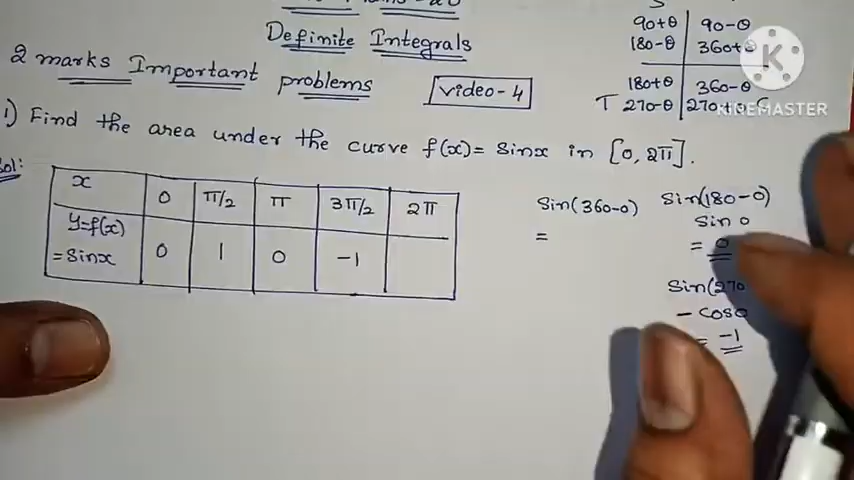 Definite Integrals
2 marks Important problems video-4
90+θ 90-θ
180-θ 360+θ
180+θ 360-θ
T 270-θ 270+θ C
KINEMASTER
1) Find the area under the curve f(x) = Sinx in [0, 2π].
Sol:
x 0 π/2 π 3π/2 2π
y=f(x) =Sinx 0 1 0 -1
Sin(360-0)
=
Sin(180-0)
Sin 0
= 0
Sin(270
- Cos0
= -1